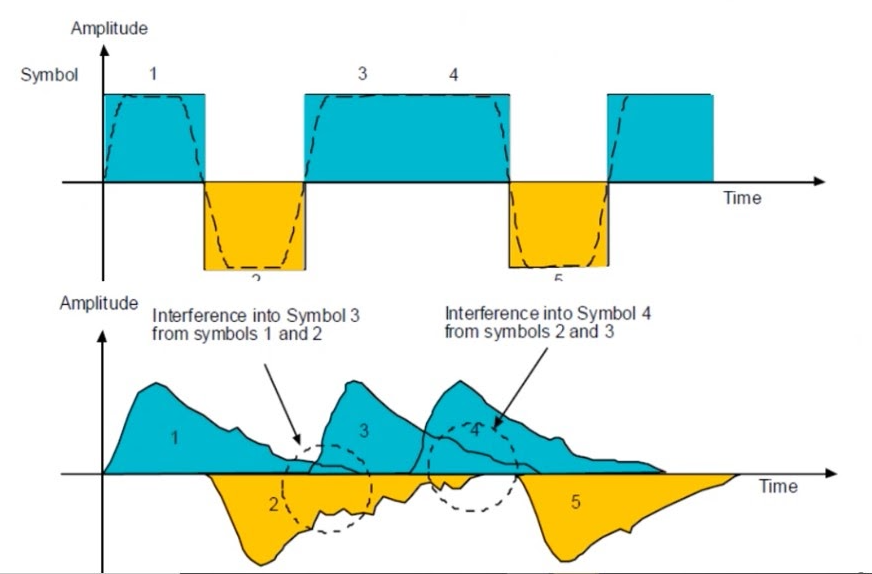 Amplitude
Symbol 1 3 4
Time
2 5
Amplitude
Interference into Symbol 3
from symbols 1 and 2
Interference into Symbol 4
from symbols 2 and 3
1 3 4
2 5
Time